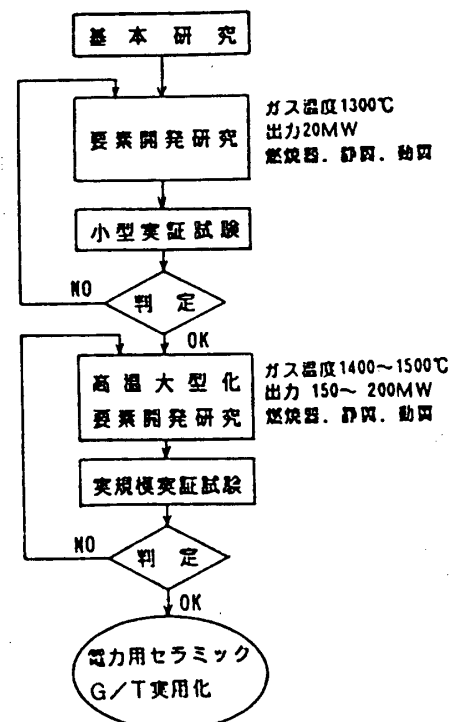 基本研究
要素開発研究
ガス温度1300℃
出力20MW
燃焼器．静翼．動翼
小型実証試験
NO
判定
OK
高温大型化
要素開発研究
ガス温度1400～1500℃
出力 150～ 200MW
燃焼器．静翼．動翼
実規模実証試験
NO
判定
OK
電力用セラミック
G／T実用化